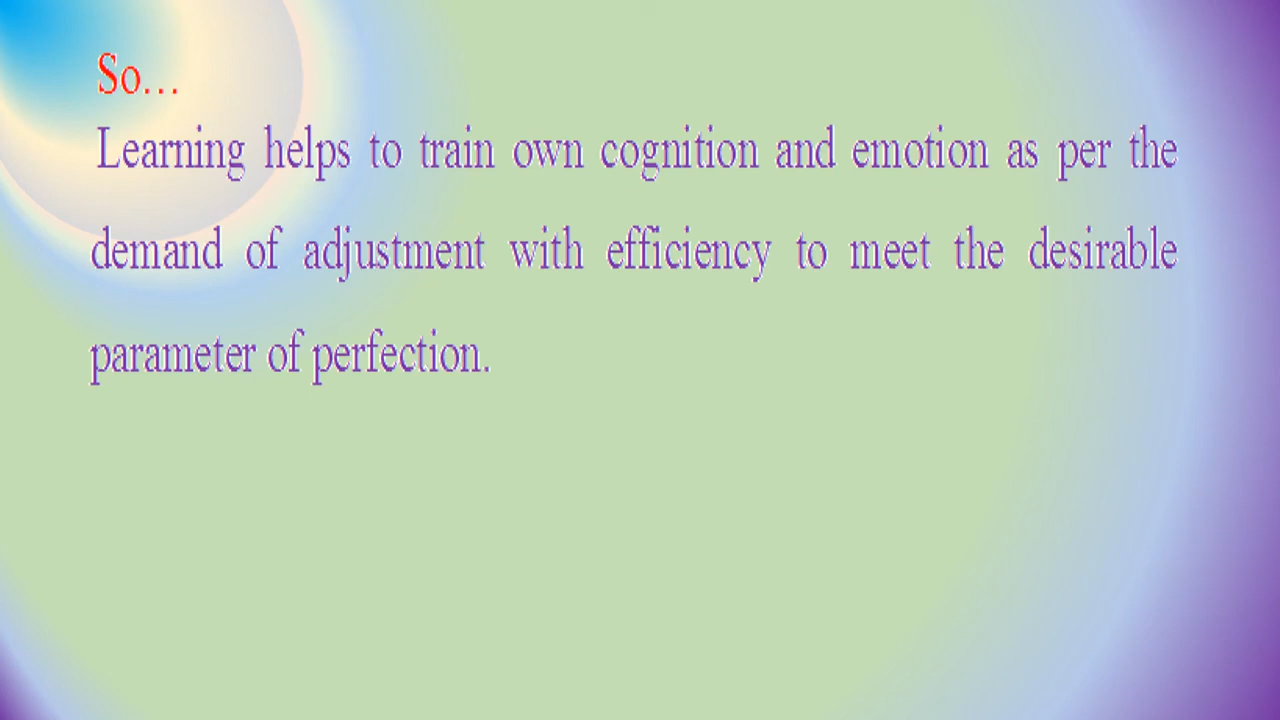 So…
Learning helps to train own cognition and emotion as per the
demand of adjustment with efficiency to meet the desirable
parameter of perfection.